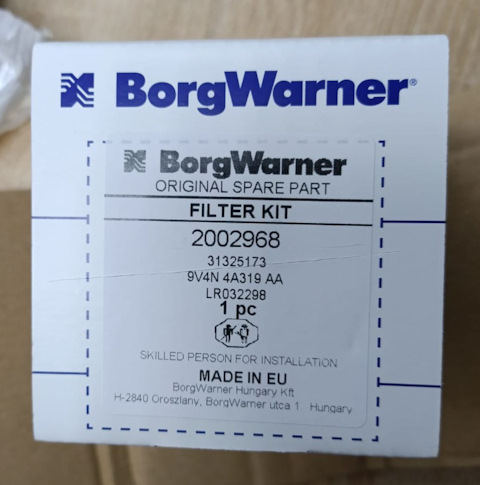 BorgWarner®
BorgWarner
ORIGINAL SPARE PART
FILTER KIT
2002968
31325173
9V4N 4A319 AA
LR032298
1 pc
SKILLED PERSON FOR INSTALLATION
MADE IN EU
BorgWarner Hungary Kft
H-2840 Oroszlany, BorgWarner utca 1 Hungary